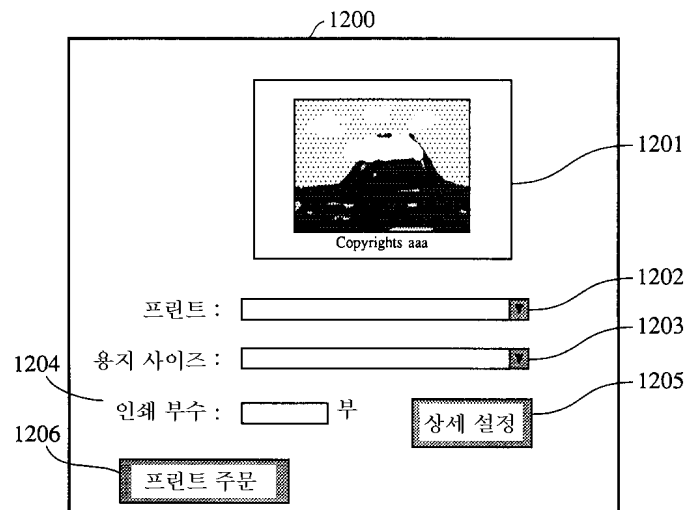 1200
1201
Copyrights aaa
프린트 :
1202
용지 사이즈 :
1203
1204
인쇄 부수 : 부
1205
상세 설정
1206
프린트 주문